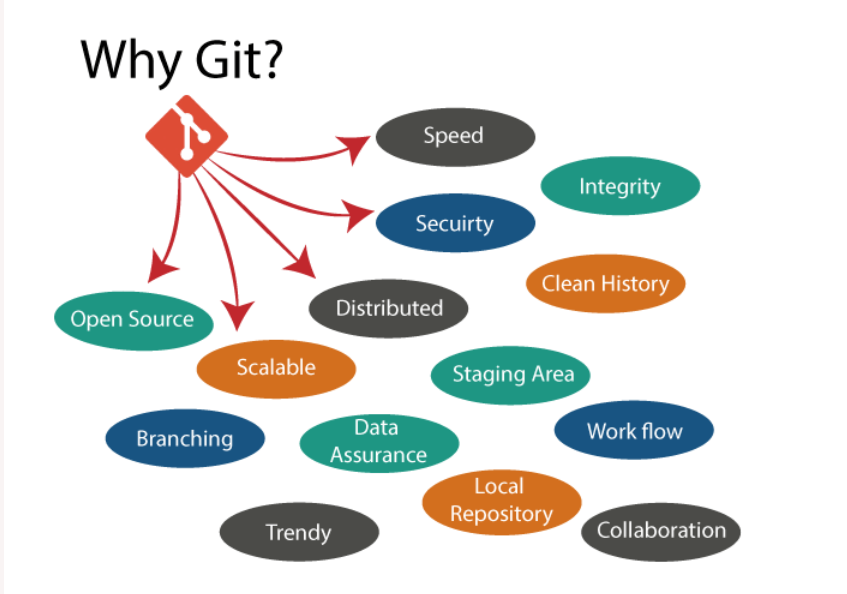 Why Git?
Speed
Integrity
Secuirty
Clean History
Distributed
Open Source
Scalable
Staging Area
Branching
Data
Assurance
Work flow
Local
Repository
Trendy
Collaboration